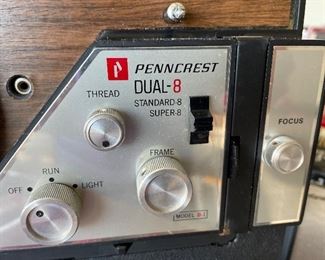 PENNCREST
DUAL-8
THREAD
STANDARD-8
SUPER-8
FOCUS
FRAME
RUN
OFF
LIGHT
MODEL